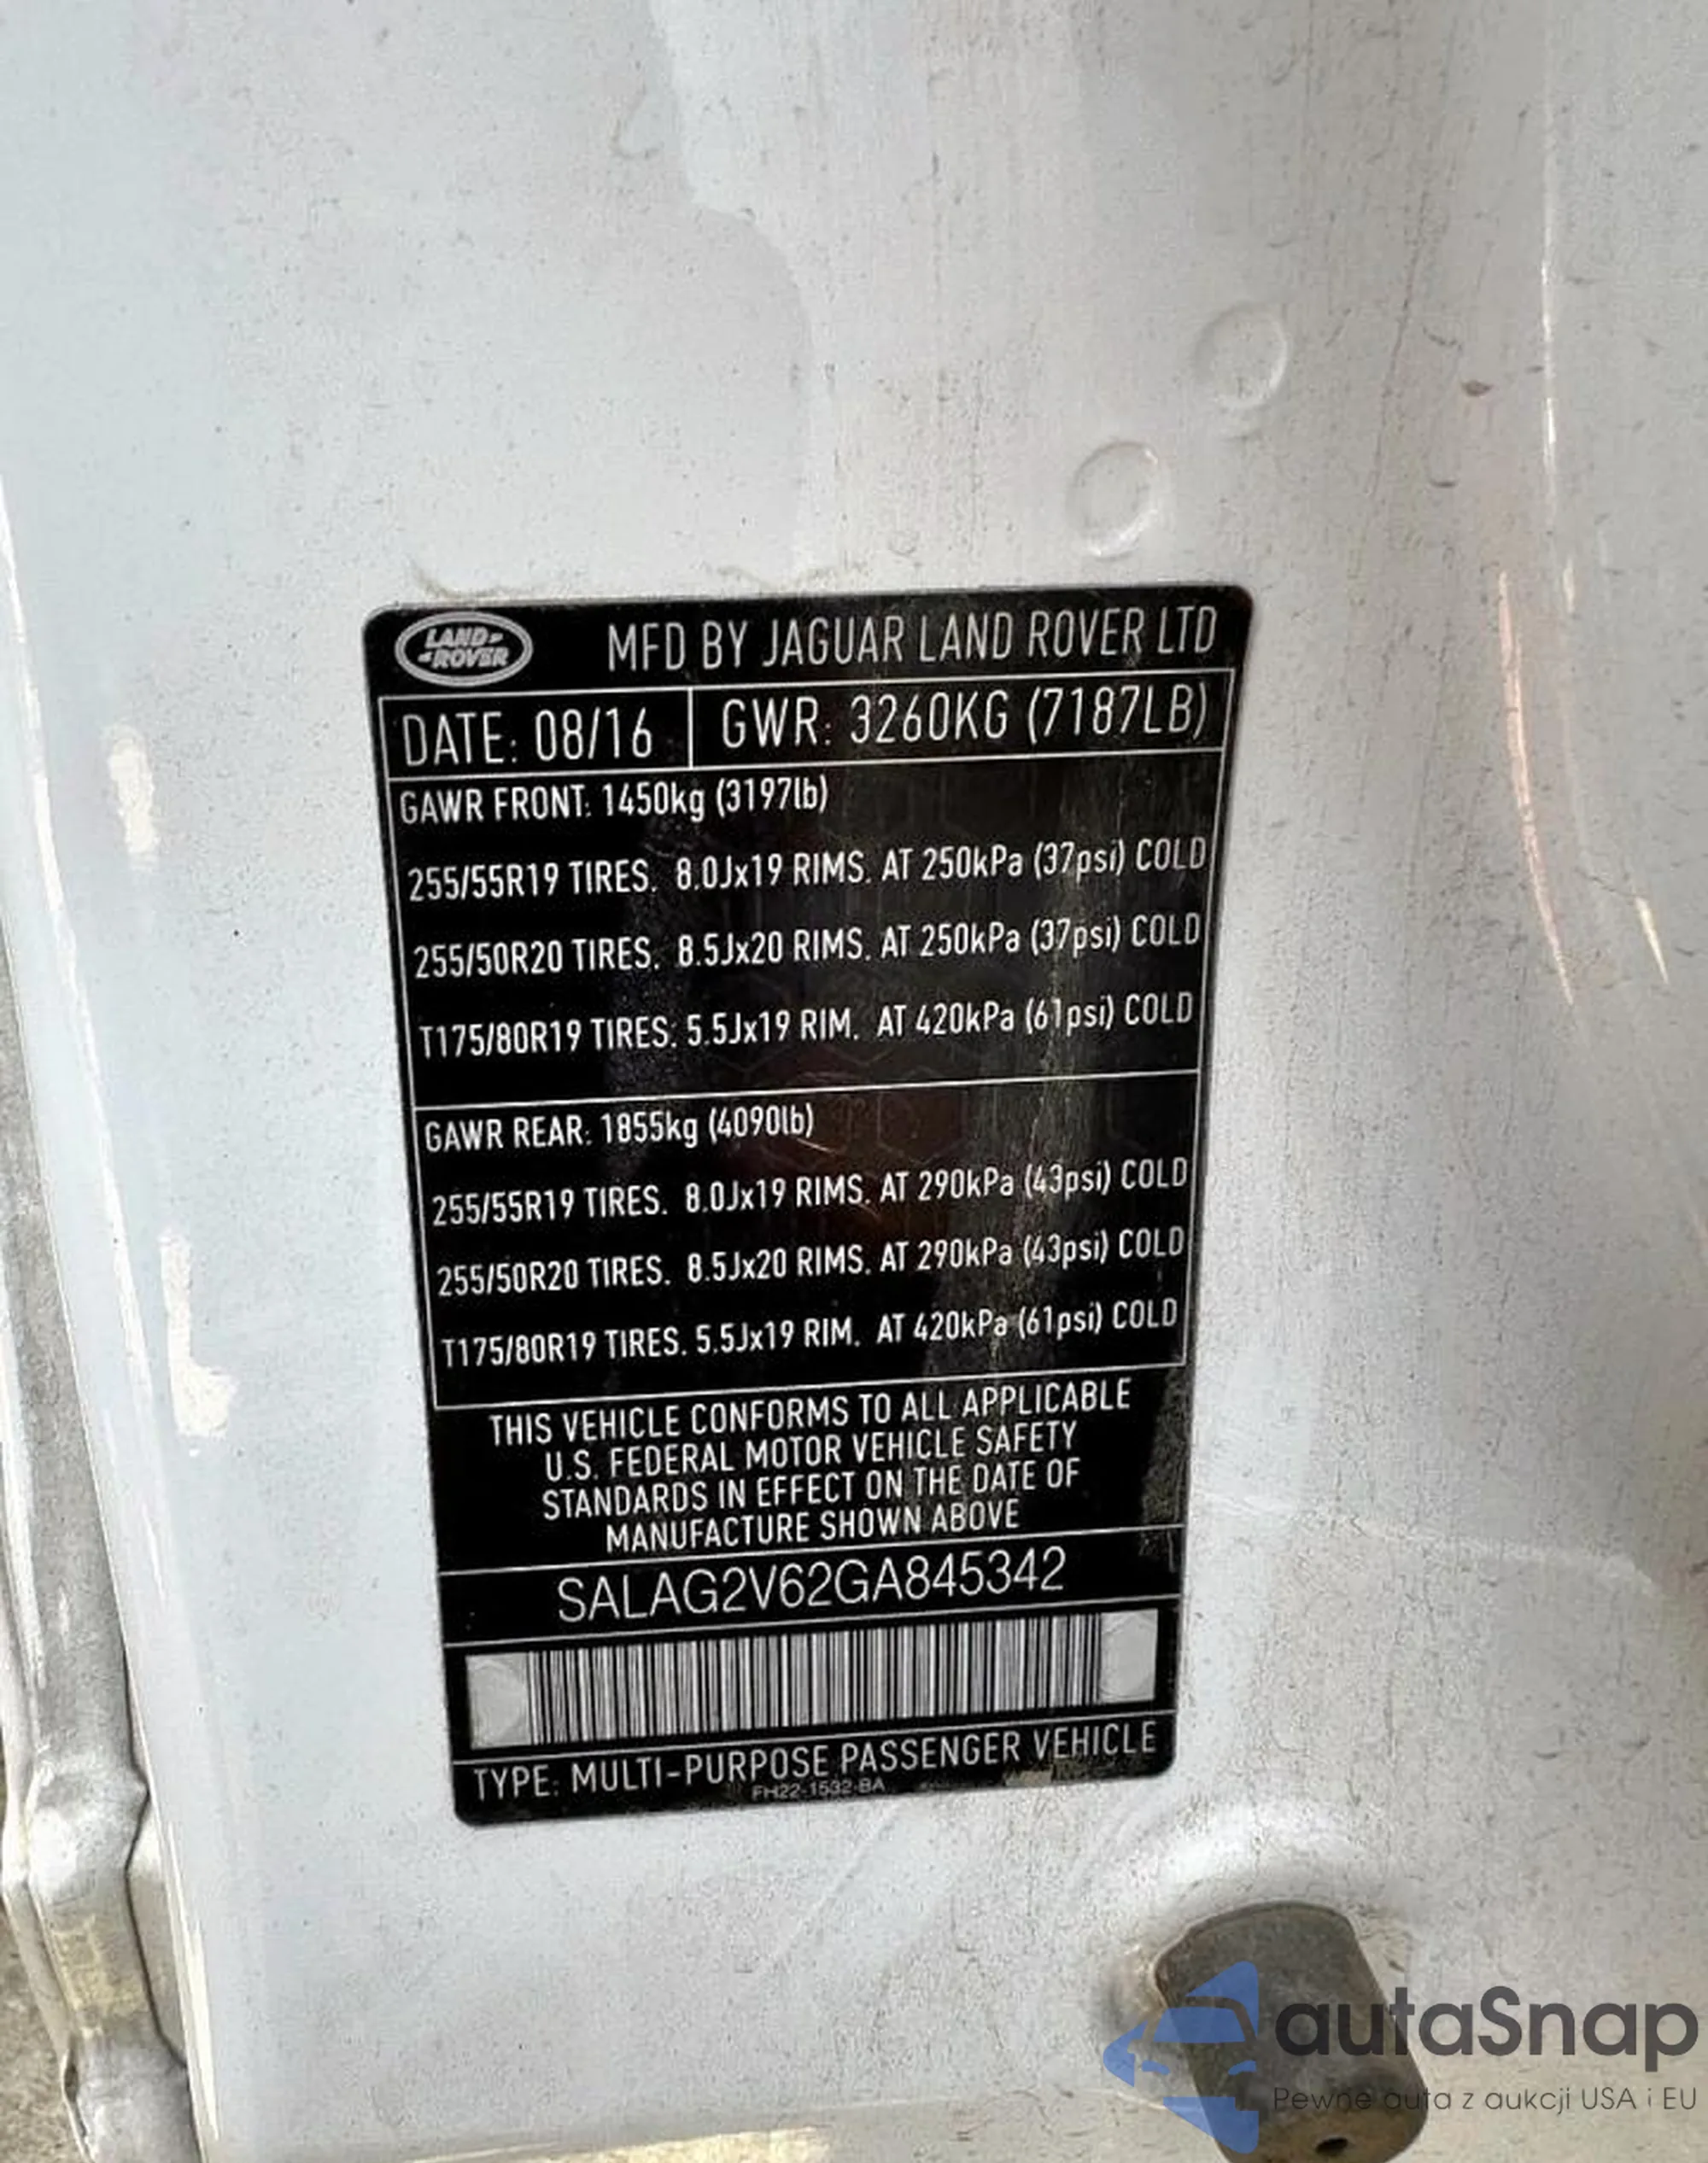 LAND-
-ROVER
MFD BY JAGUAR LAND ROVER LTD
DATE: 08/16 GWR: 3260KG (7187LB)
GAWR FRONT: 1450kg (3197lb)
255/55R19 TIRES. 8.0Jx19 RIMS. AT 250kPa (37psi) COLD
255/50R20 TIRES. 8.5Jx20 RIMS. AT 250kPa (37psi) COLD
T175/80R19 TIRES. 5.5Jx19 RIM. AT 420kPa (61psi) COLD
GAWR REAR: 1855kg (4090lb)
255/55R19 TIRES. 8.0Jx19 RIMS. AT 290kPa (43psi) COLD
255/50R20 TIRES. 8.5Jx20 RIMS. AT 290kPa (43psi) COLD
T175/80R19 TIRES. 5.5Jx19 RIM. AT 420kPa (61psi) COLD
THIS VEHICLE CONFORMS TO ALL APPLICABLE
U.S. FEDERAL MOTOR VEHICLE SAFETY
STANDARDS IN EFFECT ON THE DATE OF
MANUFACTURE SHOWN ABOVE
SALAG2V62GA845342
TYPE: MULTI-PURPOSE PASSENGER VEHICLE
FH22-1532-BA
autaSnap
Pewne auta z aukcji USA i EU